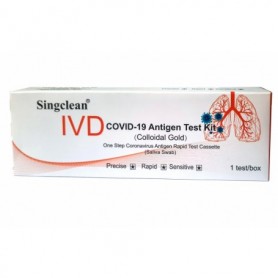 Singclean®
IVD COVID-19 Antigen Test Kit
(Colloidal Gold)
One Step Coronavirus Antigen Rapid Test Cassette
(Saliva Swab)
Precise Rapid Sensitive
1 test/box